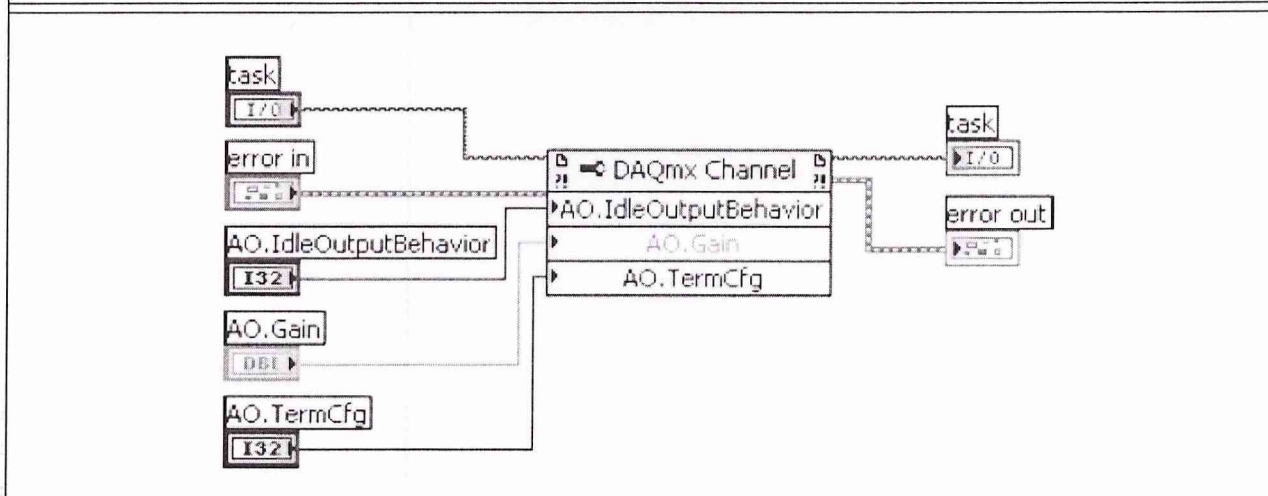 task
I/O
error in
AO.IdleOutputBehavior
I32
AO.Gain
DBL
AO.TermCfg
I32
DAQmx Channel
AO.IdleOutputBehavior
AO.Gain
AO.TermCfg
task
I/O
error out